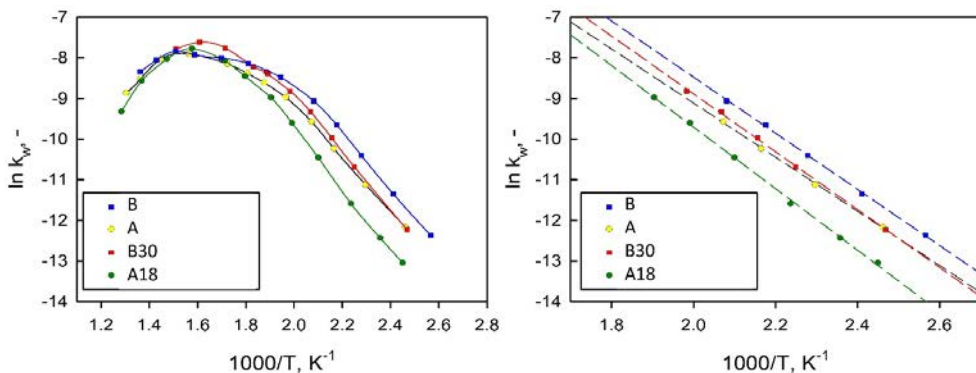 -7
-8
-9
-10
-11
-12
-13
-14
ln k_w, -
B
A
B30
A18
1.2 1.4 1.6 1.8 2.0 2.2 2.4 2.6 2.8
1000/T, K⁻¹
-7
-8
-9
-10
-11
-12
-13
-14
ln k_w, -
B
A
B30
A18
1.8 2.0 2.2 2.4 2.6
1000/T, K⁻¹